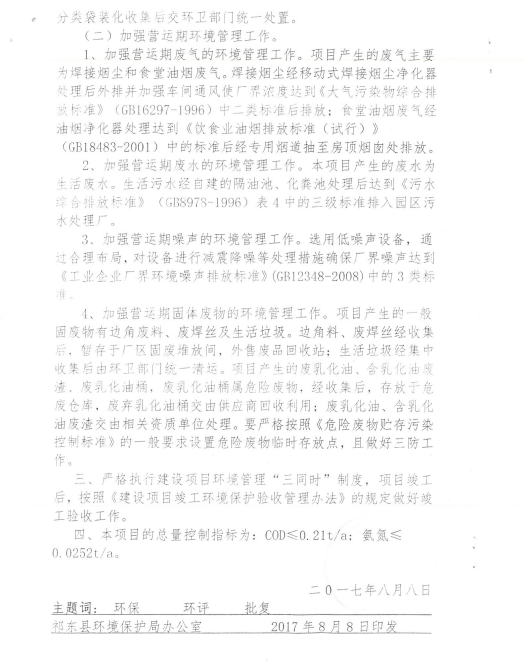 分类袋装化收集后交环卫部门统一处置。
（二）加强营运期环境管理工作。
1、加强营运期废气的环境管理工作。项目产生的废气主要
为焊接烟尘和食堂油烟废气。焊接烟尘经移动式焊接烟尘净化器
处理后外排并加强车间通风使厂界浓度达到《大气污染物综合排
放标准》（GB16297-1996）中二类标准后排放；食堂油烟废气经
油烟净化器处理达到《饮食业油烟排放标准（试行）》
（GB18483-2001）中的标准后经专用烟道抽至房顶烟囱处排放。
2、加强营运期废水的环境管理工作。本项目产生的废水为
生活废水。生活污水经自建的隔油池、化粪池处理后达到《污水
综合排放标准》（GB8978-1996）表4中的三级标准排入园区污
水处理厂。
3、加强营运期噪声的环境管理工作。选用低噪声设备，通
过合理布局、对设备进行减震降噪等处理措施确保厂界噪声达到
《工业企业厂界环境噪声排放标准》(GB12348-2008)中的3类标
准。
4、加强营运期固体废物的环境管理工作。项目产生的一般
固废物有边角废料、废焊丝及生活垃圾。边角料、废焊丝经收集
后，暂存于厂区固废堆放间，外售废品回收站；生活垃圾经集中
收集后由环卫部门统一清运。项目产生的废乳化油、含乳化油废
渣、废乳化油桶，废乳化油桶属危险废物，经收集后，存放于危
废仓库，废弃乳化油桶交由供应商回收利用；废乳化油、含乳化
油废渣交由相关资质单位处理。要严格按照《危险废物贮存污染
控制标准》的一般要求设置危险废物临时存放点，且做好三防工
作。
三、严格执行建设项目环境管理“三同时”制度，项目竣工
后，按照《建设项目竣工环境保护验收管理办法》的规定做好竣
工验收工作。
四、本项目的总量控制指标为：COD≤0.21t/a；氨氮≤
0.0252t/a。
二〇一七年八月八日
主题词： 环保 环评 批复
祁东县环境保护局办公室 2017年8月8日印发